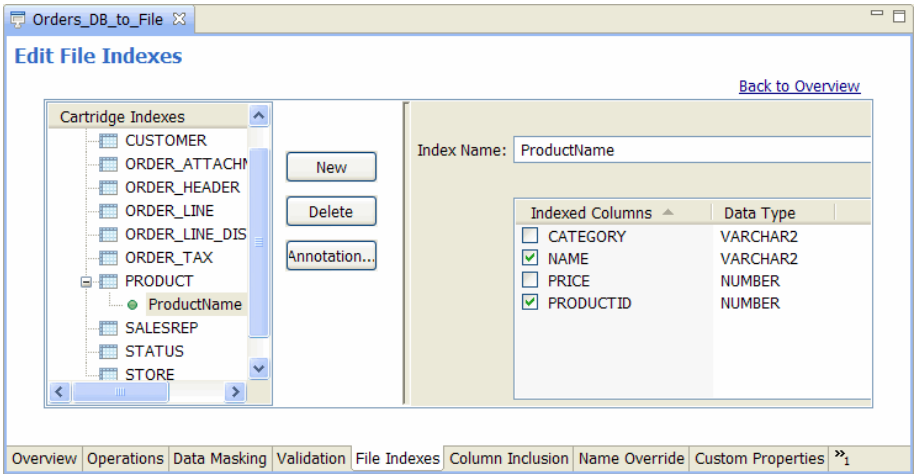 Orders_DB_to_File
Edit File Indexes
Back to Overview
Cartridge Indexes
CUSTOMER
ORDER_ATTACHM
ORDER_HEADER
ORDER_LINE
ORDER_LINE_DIS
ORDER_TAX
PRODUCT
ProductName
SALESREP
STATUS
STORE
New
Delete
Annotation...
Index Name: ProductName
Indexed Columns Data Type
CATEGORY VARCHAR2
NAME VARCHAR2
PRICE NUMBER
PRODUCTID NUMBER
Overview Operations Data Masking Validation File Indexes Column Inclusion Name Override Custom Properties »1